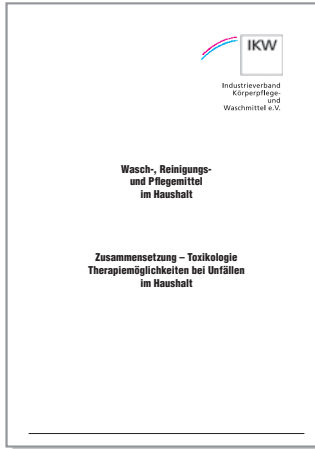 IKW
Industrieverband
Körperpflege-
und
Waschmittel e.V.
Wasch-, Reinigungs-
und Pflegemittel
im Haushalt
Zusammensetzung – Toxikologie
Therapiemöglichkeiten bei Unfällen
im Haushalt